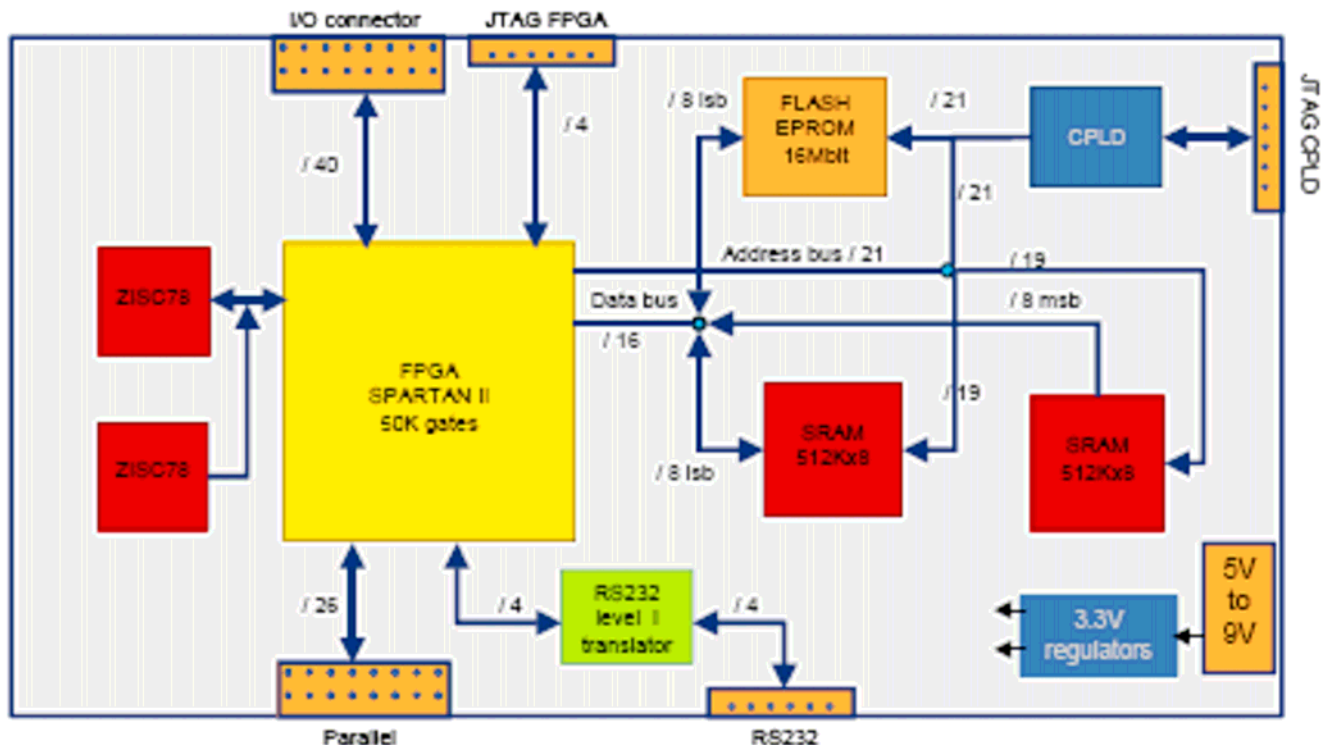 I/O connector
JTAG FPGA
/ 8 lsb
FLASH
EPROM
16Mbit
/ 21
CPLD
JTAG CPLD
/ 4
/ 40
/ 21
Address bus / 21
/ 19
ZISC78
Data bus
/ 8 msb
/ 16
FPGA
SPARTAN II
50K gates
/ 19
SRAM
512Kx8
SRAM
512Kx8
ZISC78
/ 8 lsb
/ 26
/ 4
RS232
level I
translator
/ 4
3.3V
regulators
5V
to
9V
Parallel
RS232